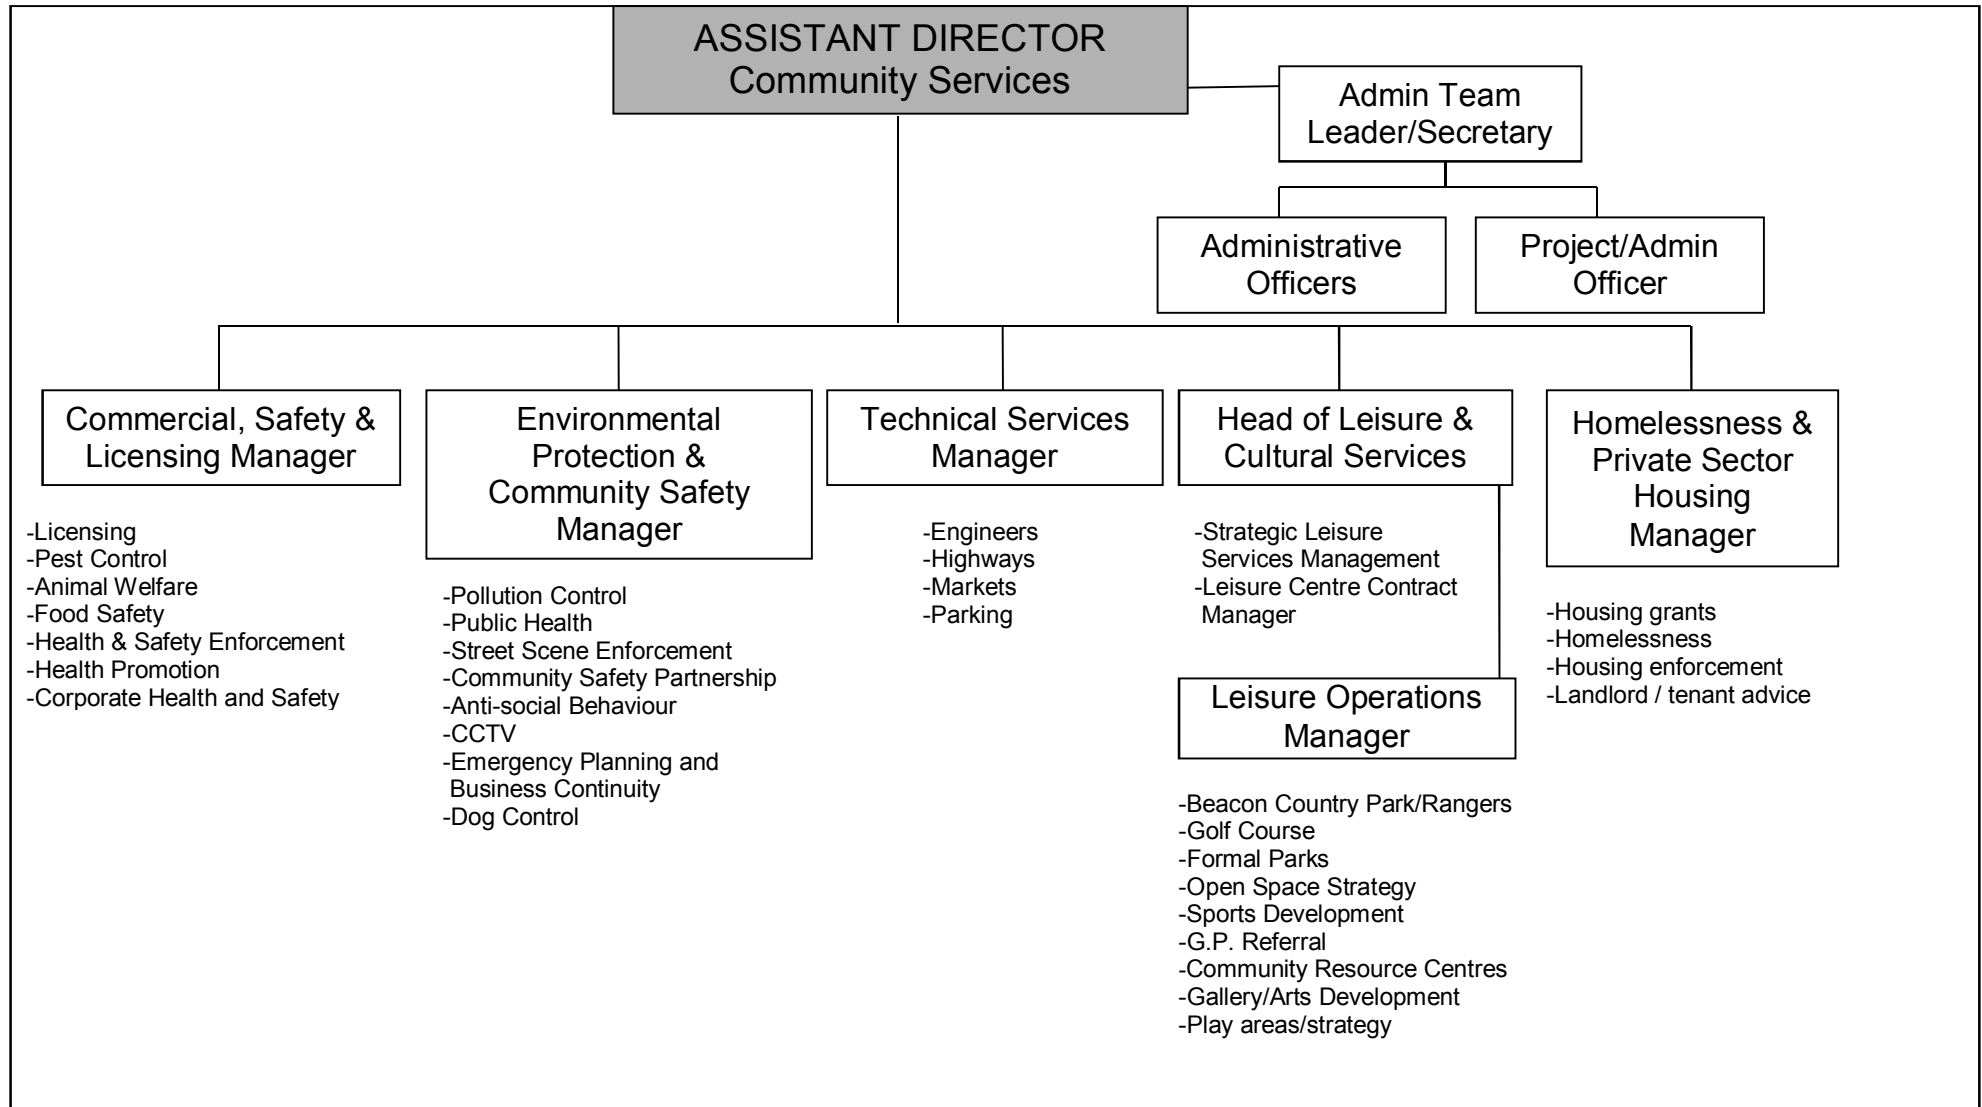 ASSISTANT DIRECTOR
Community Services
Admin Team
Leader/Secretary
Administrative
Officers
Project/Admin
Officer
Commercial, Safety &
Licensing Manager
-Licensing
-Pest Control
-Animal Welfare
-Food Safety
-Health & Safety Enforcement
-Health Promotion
-Corporate Health and Safety
Environmental
Protection &
Community Safety
Manager
-Pollution Control
-Public Health
-Street Scene Enforcement
-Community Safety Partnership
-Anti-social Behaviour
-CCTV
-Emergency Planning and
Business Continuity
-Dog Control
Technical Services
Manager
-Engineers
-Highways
-Markets
-Parking
Head of Leisure &
Cultural Services
-Strategic Leisure
Services Management
-Leisure Centre Contract
Manager
Leisure Operations
Manager
-Beacon Country Park/Rangers
-Golf Course
-Formal Parks
-Open Space Strategy
-Sports Development
-G.P. Referral
-Community Resource Centres
-Gallery/Arts Development
-Play areas/strategy
Homelessness &
Private Sector
Housing
Manager
-Housing grants
-Homelessness
-Housing enforcement
-Landlord / tenant advice